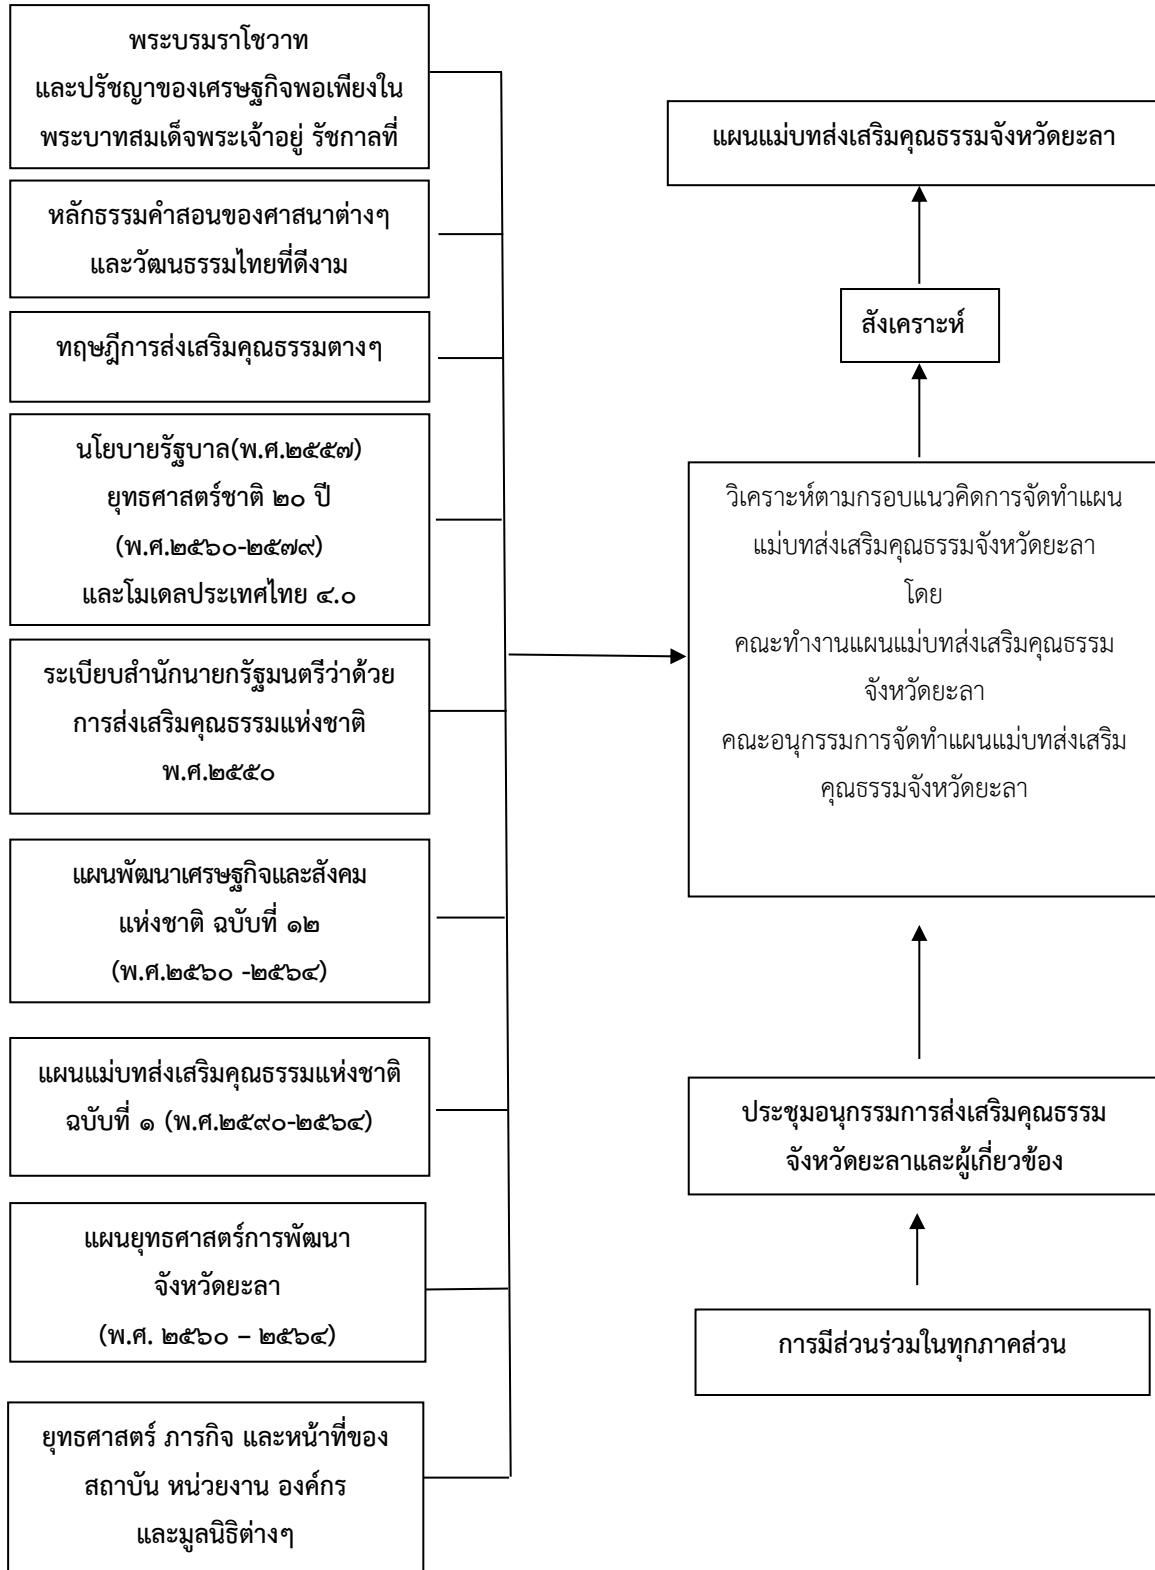 พระบรมราโชวาท
และปรัชญาของเศรษฐกิจพอเพียงใน
พระบาทสมเด็จพระเจ้าอยู่ รัชกาลที่
หลักธรรมคำสอนของศาสนาต่างๆ
และวัฒนธรรมไทยที่ดีงาม
ทฤษฎีการส่งเสริมคุณธรรมต่างๆ
นโยบายรัฐบาล(พ.ศ.๒๕๕๗)
ยุทธศาสตร์ชาติ ๒๐ ปี
(พ.ศ.๒๕๖๐-๒๕๗๙)
และโมเดลประเทศไทย ๔.๐
ระเบียบสำนักนายกรัฐมนตรีว่าด้วย
การส่งเสริมคุณธรรมแห่งชาติ
พ.ศ.๒๕๕๐
แผนพัฒนาเศรษฐกิจและสังคม
แห่งชาติ ฉบับที่ ๑๒
(พ.ศ.๒๕๖๐ -๒๕๖๔)
แผนแม่บทส่งเสริมคุณธรรมแห่งชาติ
ฉบับที่ ๑ (พ.ศ.๒๕๙๐-๒๕๖๔)
แผนยุทธศาสตร์การพัฒนา
จังหวัดยะลา
(พ.ศ. ๒๕๖๐ – ๒๕๖๔)
ยุทธศาสตร์ ภารกิจ และหน้าที่ของ
สถาบัน หน่วยงาน องค์กร
และมูลนิธิต่างๆ
แผนแม่บทส่งเสริมคุณธรรมจังหวัดยะลา
สังเคราะห์
วิเคราะห์ตามกรอบแนวคิดการจัดทำแผน
แม่บทส่งเสริมคุณธรรมจังหวัดยะลา
โดย
คณะทำงานแผนแม่บทส่งเสริมคุณธรรม
จังหวัดยะลา
คณะอนุกรรมการจัดทำแผนแม่บทส่งเสริม
คุณธรรมจังหวัดยะลา
ประชุมอนุกรรมการส่งเสริมคุณธรรม
จังหวัดยะลาและผู้เกี่ยวข้อง
การมีส่วนร่วมในทุกภาคส่วน